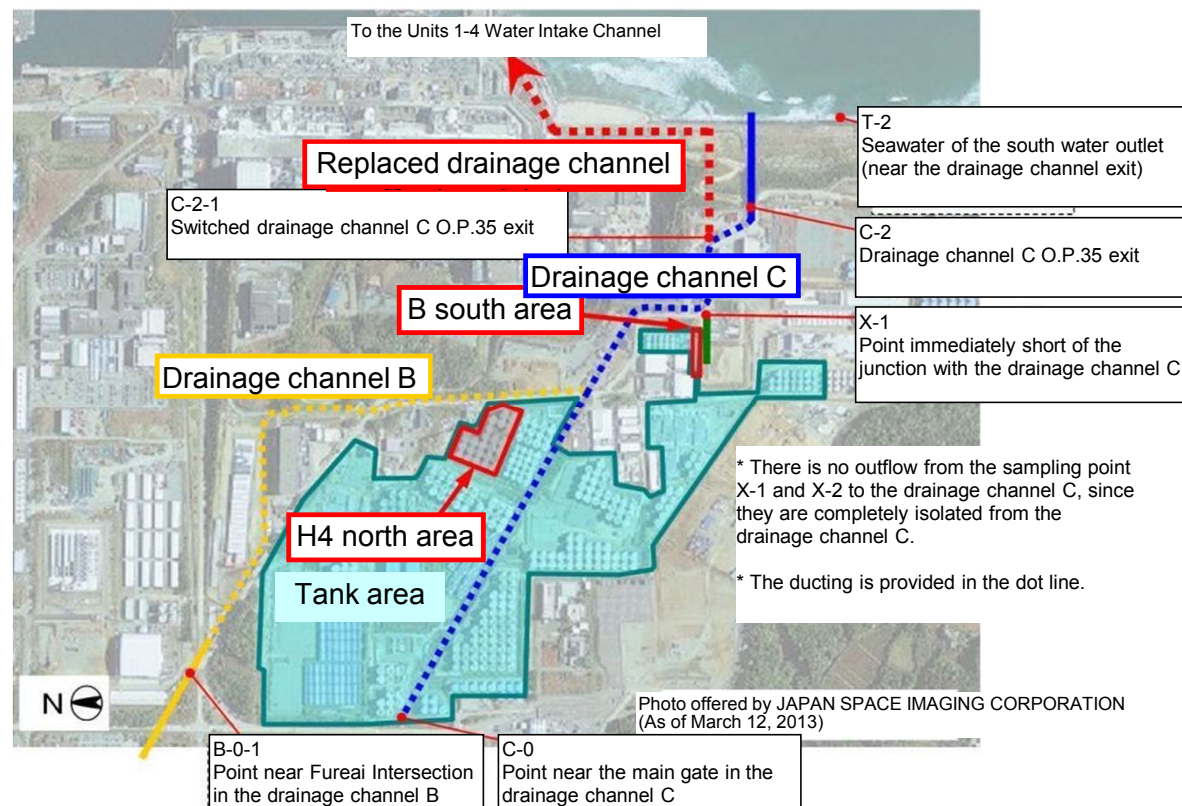 To the Units 1-4 Water Intake Channel
T-2
Seawater of the south water outlet
(near the drainage channel exit)
Replaced drainage channel
C-2-1
Switched drainage channel C O.P.35 exit
C-2
Drainage channel C O.P.35 exit
Drainage channel C
B south area
X-1
Point immediately short of the
junction with the drainage channel C
Drainage channel B
* There is no outflow from the sampling point
X-1 and X-2 to the drainage channel C, since
they are completely isolated from the
drainage channel C.
H4 north area
* The ducting is provided in the dot line.
Tank area
N
Photo offered by JAPAN SPACE IMAGING CORPORATION
(As of March 12, 2013)
B-0-1
Point near Fureai Intersection
in the drainage channel B
C-0
Point near the main gate in the
drainage channel C